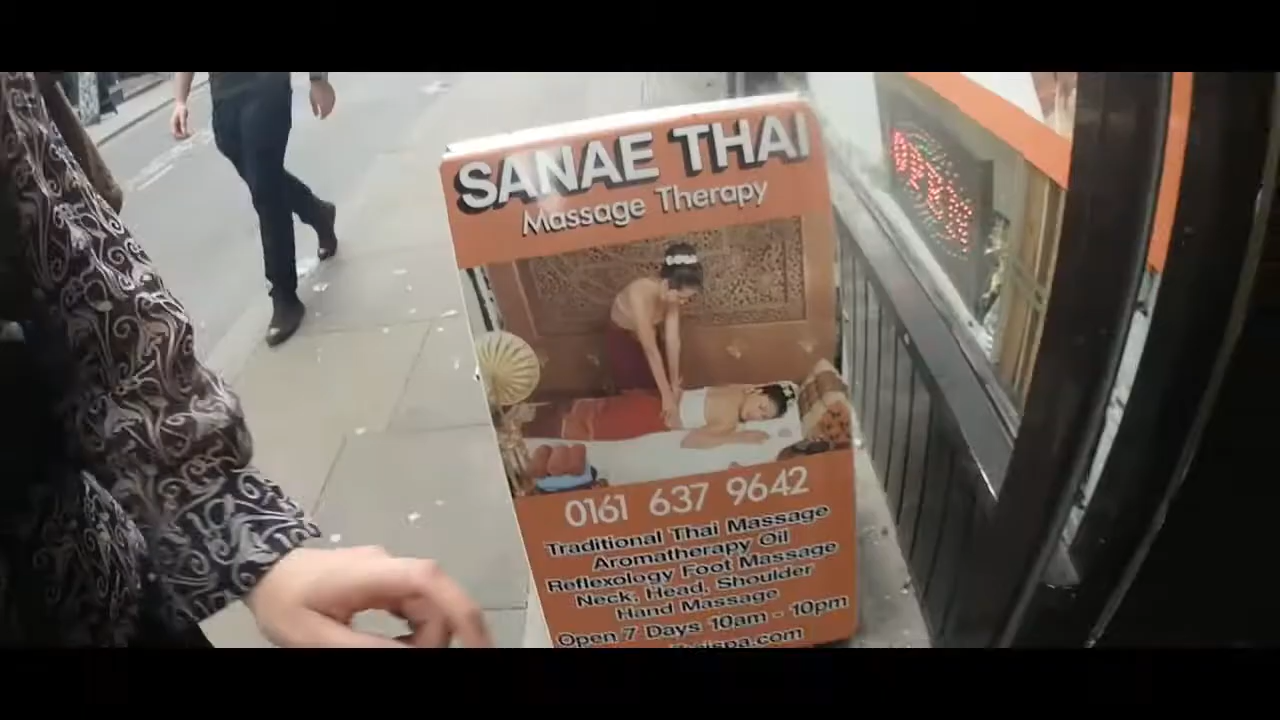 SANAE THAI
Massage Therapy
0161 637 9642
Traditional Thai Massage
Aromatherapy Oil
Reflexology Foot Massage
Neck, Head, Shoulder
Hand Massage
Open 7 Days 10am - 10pm
OPEN